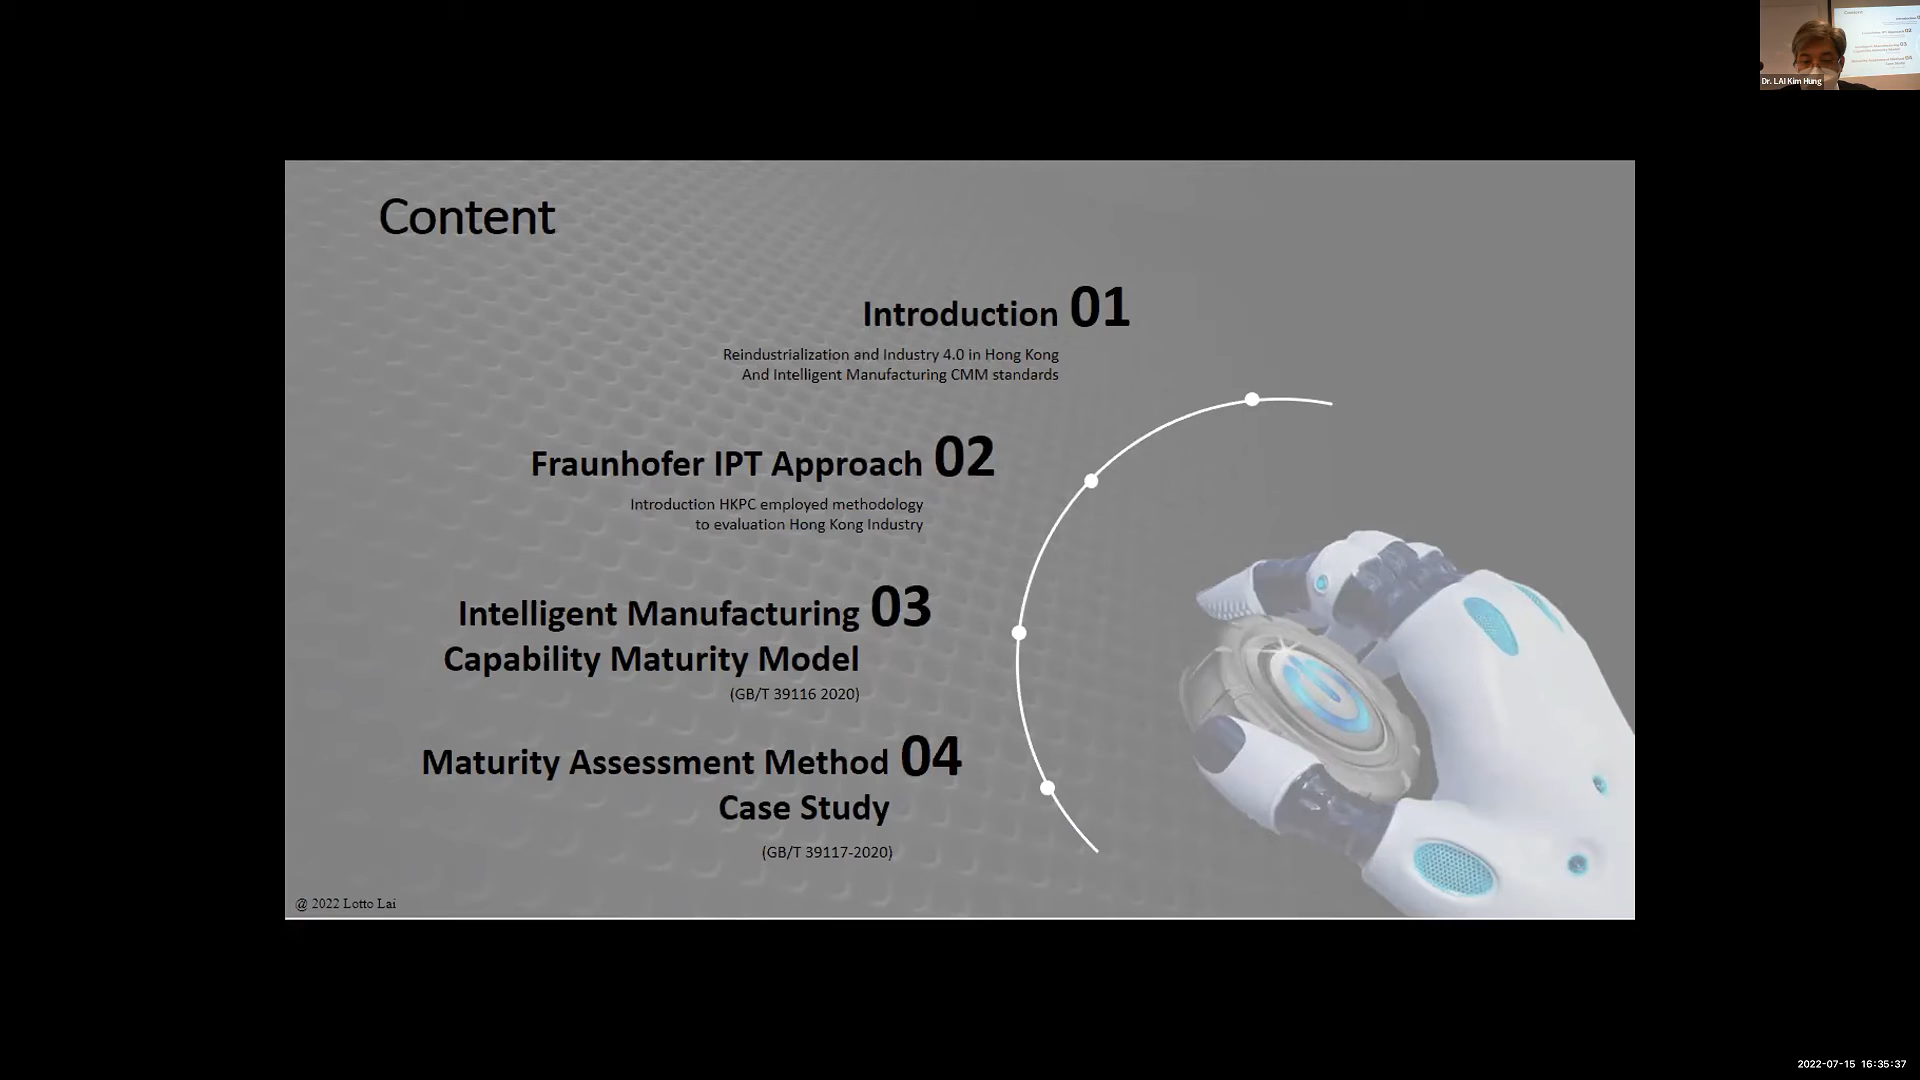 Content
Introduction 01
Reindustrialization and Industry 4.0 in Hong Kong
And Intelligent Manufacturing CMM standards
Fraunhofer IPT Approach 02
Introduction HKPC employed methodology
to evaluation Hong Kong Industry
Intelligent Manufacturing 03
Capability Maturity Model
(GB/T 39116 2020)
Maturity Assessment Method 04
Case Study
(GB/T 39117-2020)
@ 2022 Lotto Lai
Dr. LAI Kim Hung
2022-07-15 16:35:37